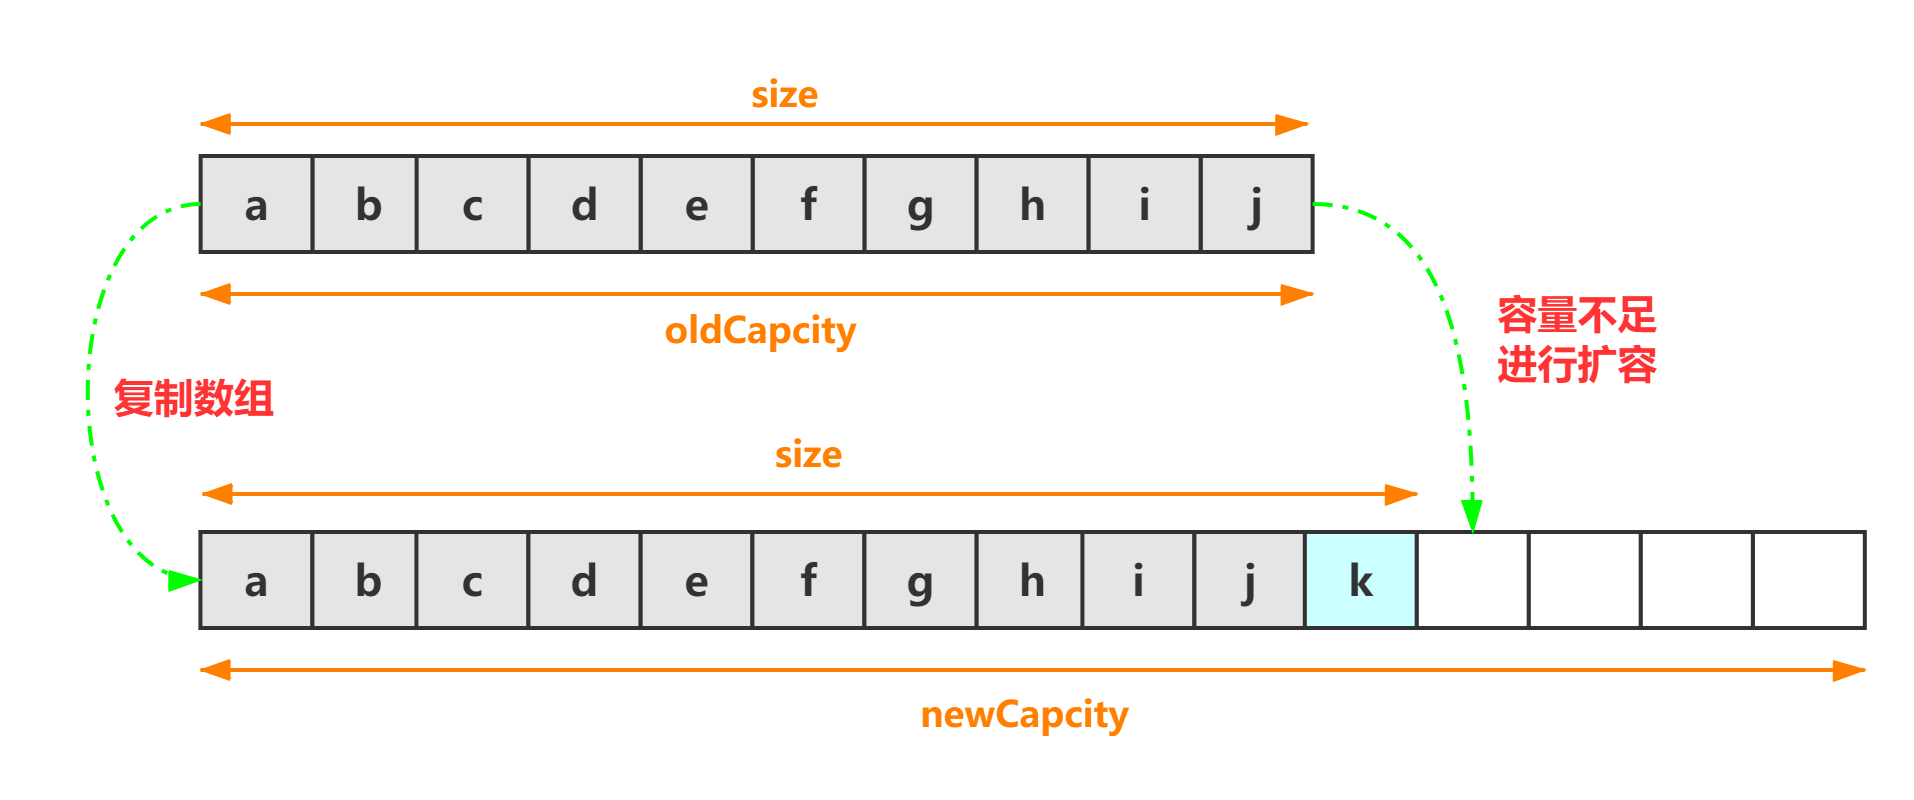 size
a b c d e f g h i j
oldCapcity
容量不足
进行扩容
复制数组
size
a b c d e f g h i j k
newCapcity